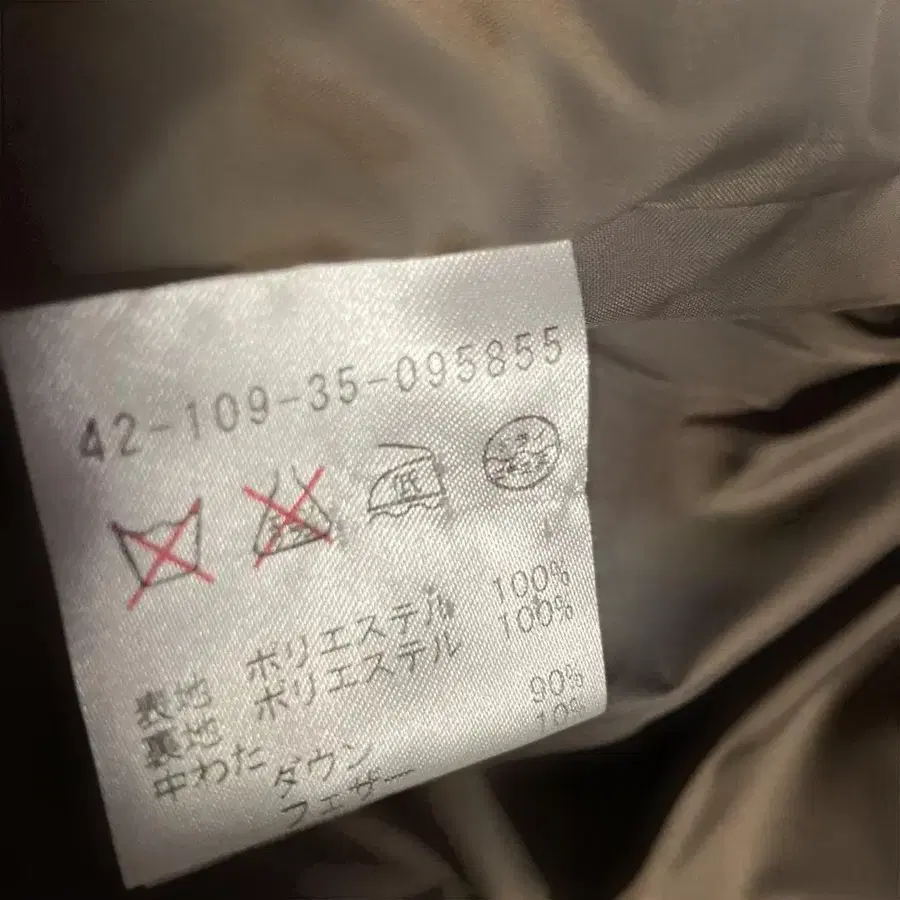 42-109-35-095855
低
表地 ポリエステル 100%
裏地 ポリエステル 100%
中わた ダウン 90%
フェザー 10%